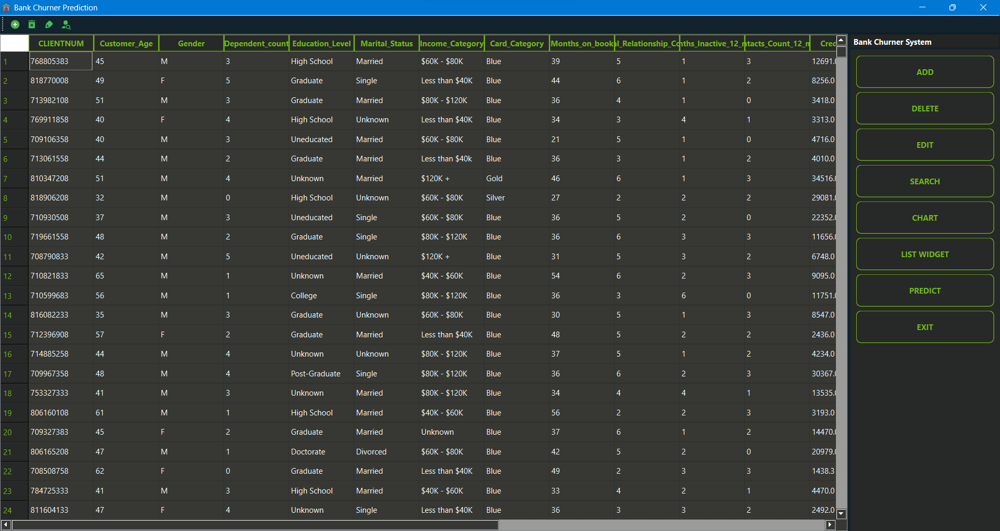 Bank Churner Prediction
CLIENTNUM Customer_Age Gender Dependent_count Education_Level Marital_Status Income_Category Card_Category Months_on_book l_Relationship_Co ths_Inactive_12_ tacts_Count_12_ Cred
Bank Churner System
1 768805383 45 M 3 High School Married $60K - $80K Blue 39 5 1 3 12691.
2 818770008 49 F 5 Graduate Single Less than $40K Blue 44 6 1 2 8256.0
3 713982108 51 M 3 Graduate Married $80K - $120K Blue 36 4 1 0 3418.0
4 769911858 40 F 4 High School Unknown Less than $40K Blue 34 3 4 1 3313.0
5 709106358 40 M 3 Uneducated Married $60K - $80K Blue 21 5 1 0 4716.0
6 713061558 44 M 2 Graduate Married Less than $40k Blue 36 3 1 2 4010.0
7 810347208 51 M 4 Unknown Married $120K + Gold 46 6 1 3 34516.
8 818906208 32 M 0 High School Unknown $60K - $80K Silver 27 2 2 2 29081.
9 710930508 37 M 3 Uneducated Single $60K - $80K Blue 36 5 2 0 22352.
10 719661558 48 M 2 Graduate Single $80K - $120K Blue 36 6 3 3 11656.
11 708790833 42 M 5 Uneducated Unknown $120K + Blue 31 5 3 2 6748.0
12 710821833 65 M 1 Unknown Married $40K - $60K Blue 54 6 2 3 9095.0
13 710599683 56 M 1 College Single $80K - $120K Blue 36 3 6 0 11751.
14 816082233 35 M 3 Graduate Unknown $60K - $80K Blue 30 5 1 3 8547.0
15 712396908 57 F 2 Graduate Married Less than $40K Blue 48 5 2 2 2436.0
16 714885258 44 M 4 Unknown Unknown $80K - $120K Blue 37 5 1 2 4234.0
17 709967358 48 M 4 Post-Graduate Single $80K - $120K Blue 36 6 2 3 30367.
18 753327333 41 M 3 Unknown Married $80K - $120K Blue 34 4 4 1 13535.
19 806160108 61 M 1 High School Married $40K - $60K Blue 56 2 2 3 3193.0
20 709327383 45 F 2 Graduate Married Unknown Blue 37 6 1 2 14470.
21 806165208 47 M 1 Doctorate Divorced $60K - $80K Blue 42 5 2 0 20979.
22 708508758 62 F 0 Graduate Married Less than $40K Blue 49 2 3 3 1438.3
23 784725333 41 M 3 High School Married $40K - $60K Blue 33 4 2 1 4470.0
24 811604133 47 F 4 Unknown Single Less than $40K Blue 36 3 3 2 2492.0
ADD
DELETE
EDIT
SEARCH
CHART
LIST WIDGET
PREDICT
EXIT